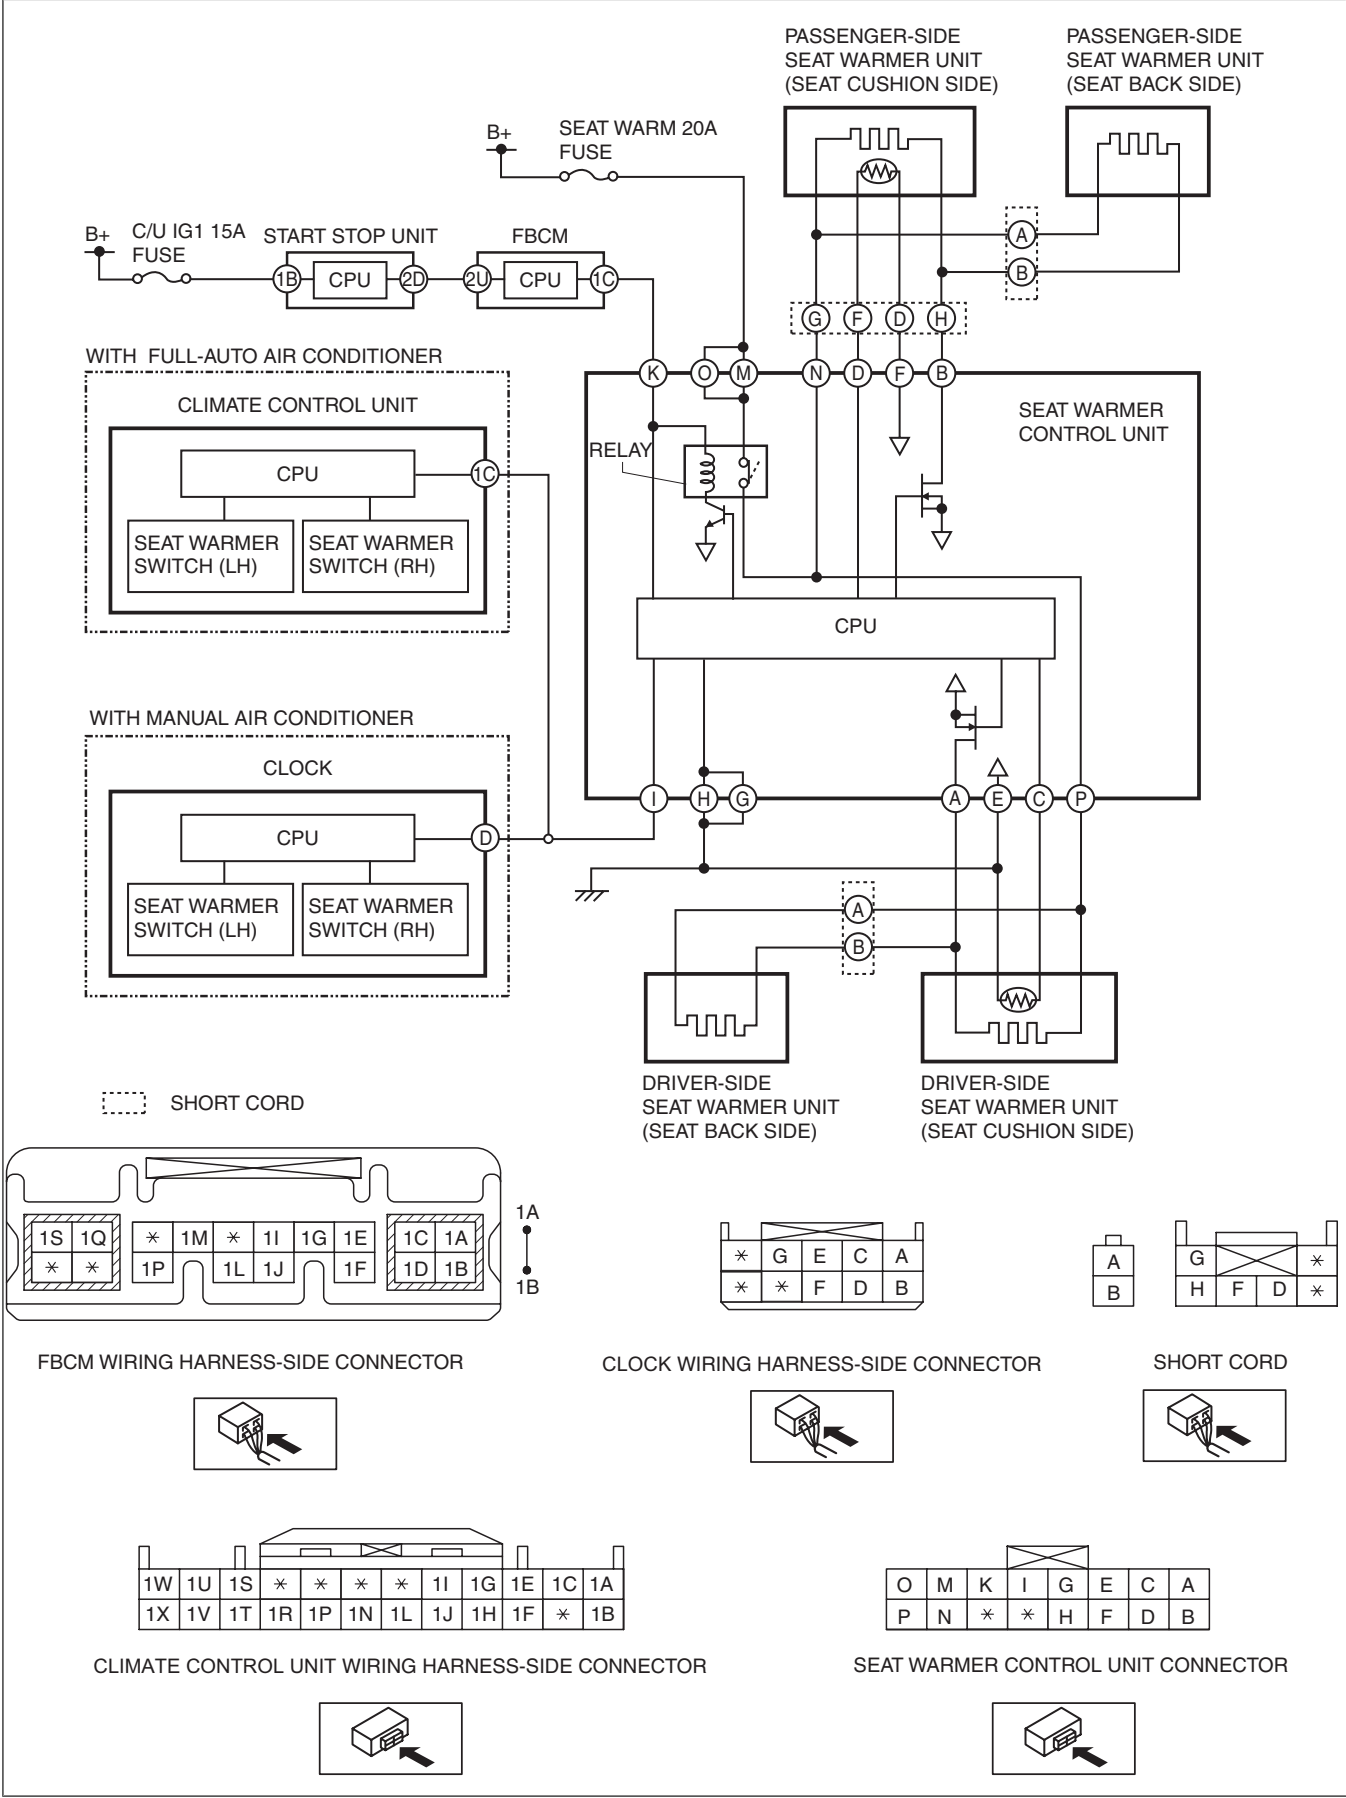 PASSENGER-SIDE
SEAT WARMER UNIT
(SEAT CUSHION SIDE)
PASSENGER-SIDE
SEAT WARMER UNIT
(SEAT BACK SIDE)
B+
SEAT WARM 20A
FUSE
B+
C/U IG1 15A
FUSE
START STOP UNIT
FBCM
1B
CPU
2D
2U
CPU
1C
A
B
G
F
D
H
WITH FULL-AUTO AIR CONDITIONER
K
O
M
N
D
F
B
CLIMATE CONTROL UNIT
SEAT WARMER
CONTROL UNIT
RELAY
CPU
1C
SEAT WARMER
SWITCH (LH)
SEAT WARMER
SWITCH (RH)
CPU
WITH MANUAL AIR CONDITIONER
CLOCK
I
H
G
A
E
C
P
CPU
D
SEAT WARMER
SWITCH (LH)
SEAT WARMER
SWITCH (RH)
A
B
DRIVER-SIDE
SEAT WARMER UNIT
(SEAT BACK SIDE)
DRIVER-SIDE
SEAT WARMER UNIT
(SEAT CUSHION SIDE)
SHORT CORD
1S 1Q * 1M * 1I 1G 1E 1C 1A
* * 1P 1L 1J 1F 1D 1B
1A
1B
* G E C A
* * F D B
A
B
G *
H F D *
FBCM WIRING HARNESS-SIDE CONNECTOR
CLOCK WIRING HARNESS-SIDE CONNECTOR
SHORT CORD
1W 1U 1S * * * * 1I 1G 1E 1C 1A
1X 1V 1T 1R 1P 1N 1L 1J 1H 1F * 1B
O M K I G E C A
P N * * H F D B
CLIMATE CONTROL UNIT WIRING HARNESS-SIDE CONNECTOR
SEAT WARMER CONTROL UNIT CONNECTOR